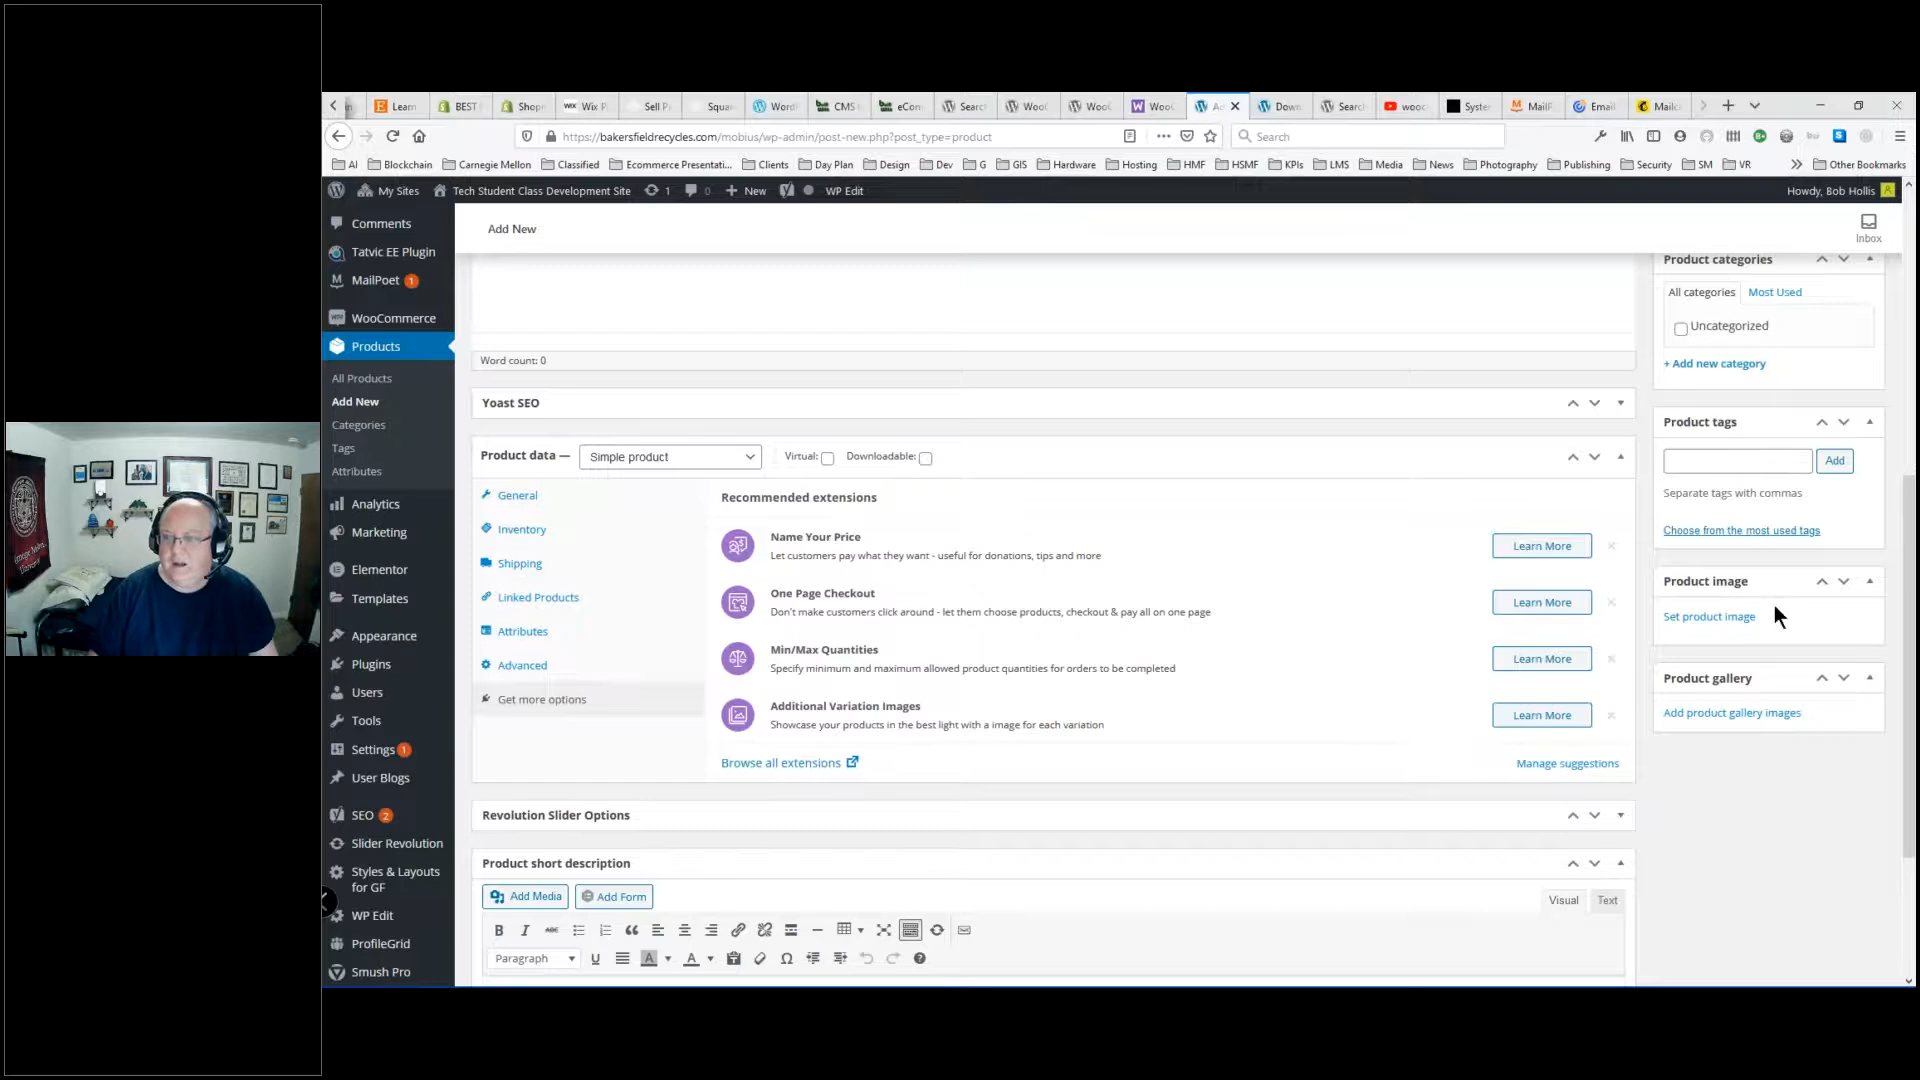 Learn
BEST
Shop
WIX Wix P
Sell P
Squa
WordP
CMS
eCon
Search
WooC
WooC
Woo
Down
Searc
wooc
Syster
MailP
Email
Mailc
https://bakersfieldrecycles.com/mobius/wp-admin/post-new.php?post_type=product
Search
AI
Blockchain
Carnegie Mellon
Classified
Ecommerce Presentati...
Clients
Day Plan
Design
Dev
G
GIS
Hardware
Hosting
HMF
HSMF
KPIs
LMS
Media
News
Photography
Publishing
Security
SM
VR
Other Bookmarks
My Sites
Tech Student Class Development Site
1
0
New
WP Edit
Howdy, Bob Hollis
Comments
Tatvic EE Plugin
MailPoet 1
WooCommerce
Products
All Products
Add New
Categories
Tags
Attributes
Analytics
Marketing
Elementor
Templates
Appearance
Plugins
Users
Tools
Settings 1
User Blogs
SEO 2
Slider Revolution
Styles & Layouts
for GF
WP Edit
ProfileGrid
Smush Pro
Add New
Inbox
Word count: 0
Yoast SEO
Product data —
Simple product
Virtual:
Downloadable:
General
Inventory
Shipping
Linked Products
Attributes
Advanced
Get more options
Recommended extensions
Name Your Price
Let customers pay what they want - useful for donations, tips and more
Learn More
One Page Checkout
Don't make customers click around - let them choose products, checkout & pay all on one page
Learn More
Min/Max Quantities
Specify minimum and maximum allowed product quantities for orders to be completed
Learn More
Additional Variation Images
Showcase your products in the best light with a image for each variation
Learn More
Browse all extensions
Manage suggestions
Revolution Slider Options
Product short description
Add Media
Add Form
Visual
Text
B I ABC
Paragraph
U A A Ω
Product categories
All categories
Most Used
Uncategorized
+ Add new category
Product tags
Add
Separate tags with commas
Choose from the most used tags
Product image
Set product image
Product gallery
Add product gallery images